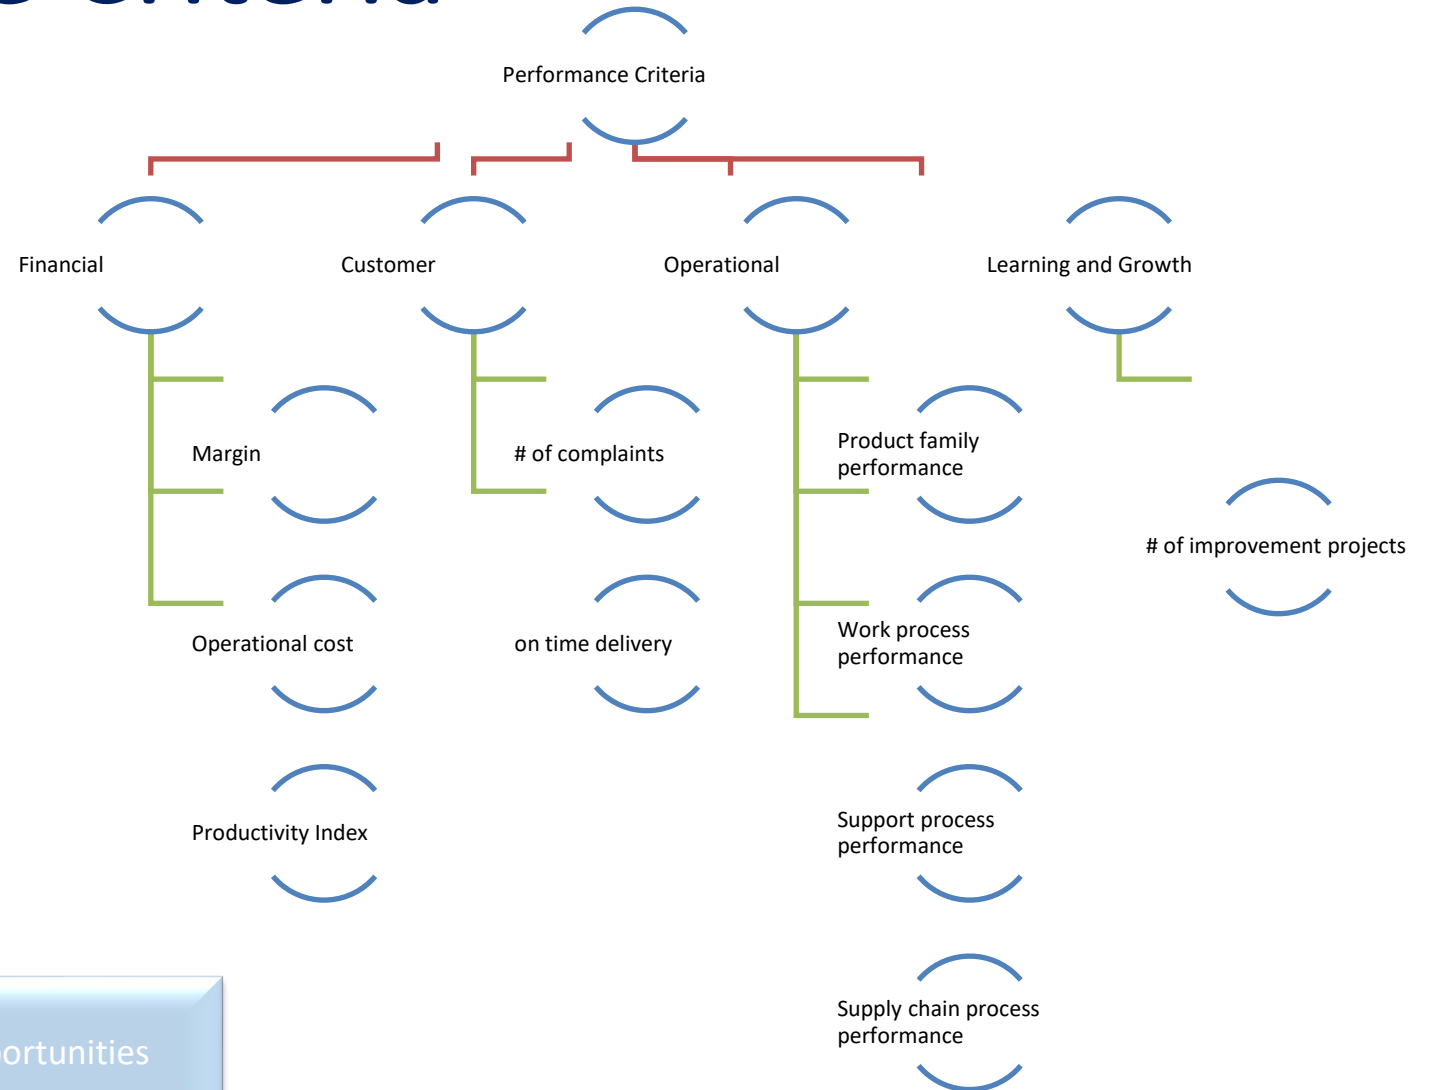 Performance Criteria
Financial
Customer
Operational
Learning and Growth
Margin
# of complaints
Product family
performance
# of improvement projects
Operational cost
on time delivery
Work process
performance
Productivity Index
Support process
performance
Supply chain process
performance